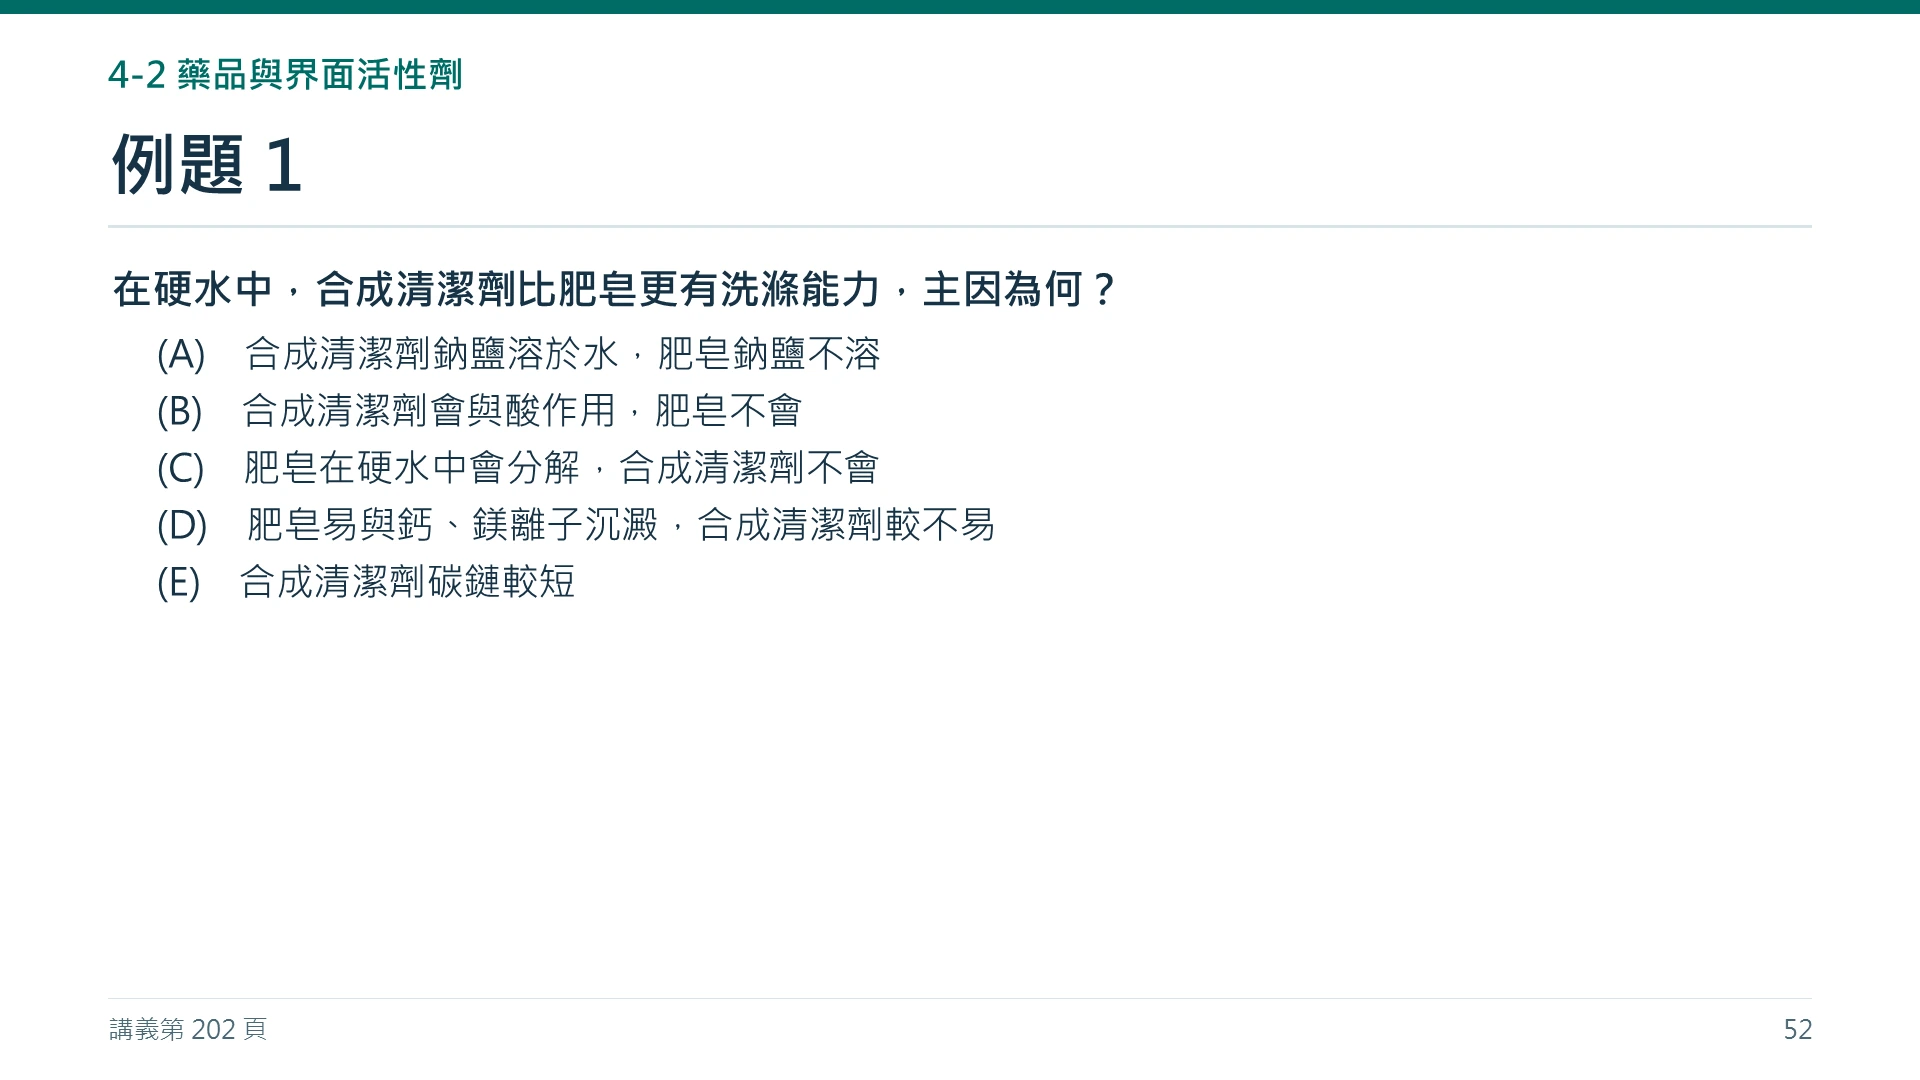 4-2 藥品與界面活性劑
例題 1
在硬水中，合成清潔劑比肥皂更有洗滌能力，主因為何？
(A) 合成清潔劑鈉鹽溶於水，肥皂鈉鹽不溶
(B) 合成清潔劑會與酸作用，肥皂不會
(C) 肥皂在硬水中會分解，合成清潔劑不會
(D) 肥皂易與鈣、鎂離子沉澱，合成清潔劑較不易
(E) 合成清潔劑碳鏈較短
講義第 202 頁
52